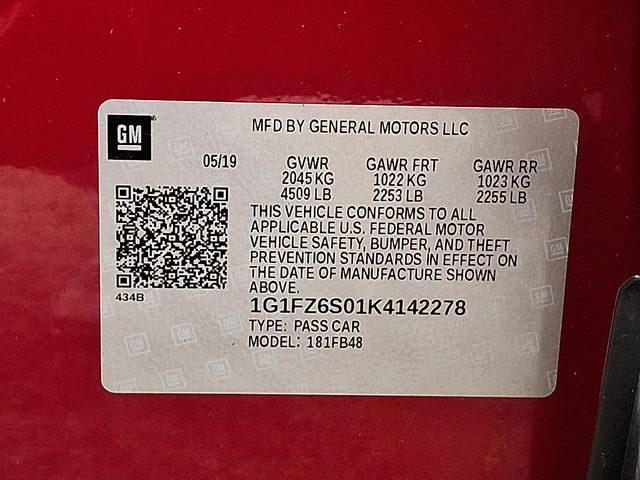 GM
MFD BY GENERAL MOTORS LLC
05/19 GVWR GAWR FRT GAWR RR
2045 KG 1022 KG 1023 KG
4509 LB 2253 LB 2255 LB
THIS VEHICLE CONFORMS TO ALL
APPLICABLE U.S. FEDERAL MOTOR
VEHICLE SAFETY, BUMPER, AND THEFT
PREVENTION STANDARDS IN EFFECT ON
THE DATE OF MANUFACTURE SHOWN
ABOVE.
434B
1G1FZ6S01K4142278
TYPE: PASS CAR
MODEL: 181FB48